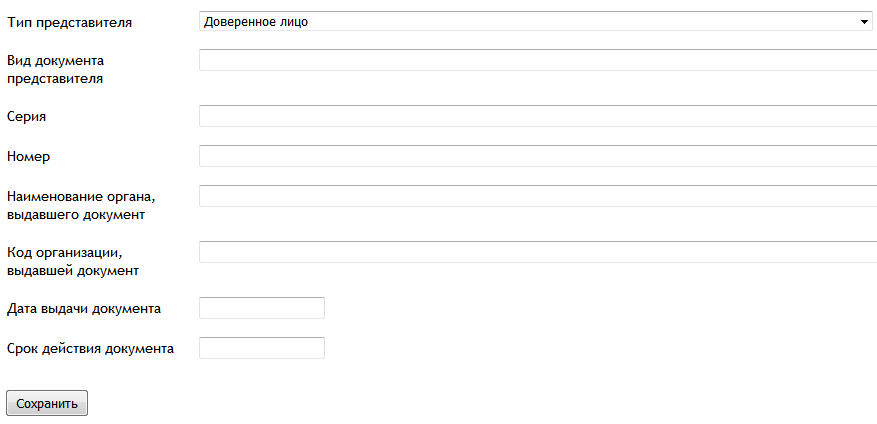 Тип представителя
Доверенное лицо
Вид документа
представителя
Серия
Номер
Наименование органа,
выдавшего документ
Код организации,
выдавшей документ
Дата выдачи документа
Срок действия документа
Сохранить